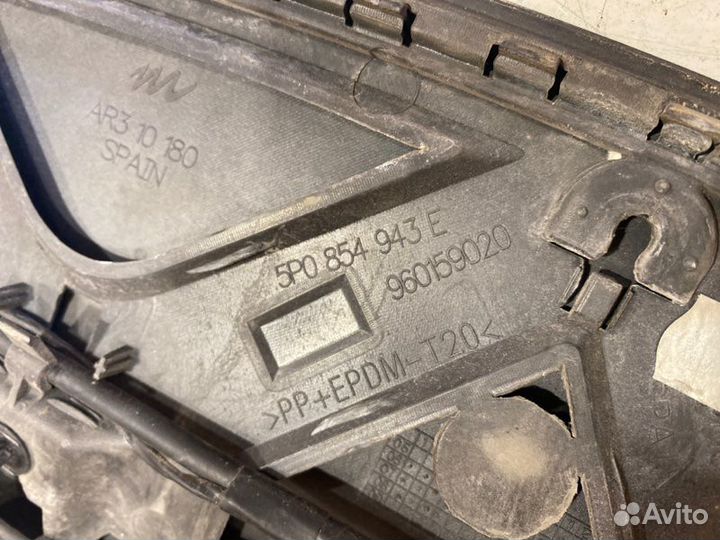 AR3 10 180
SPAIN
5P0 854 943 E
960159020
>PP+EPDM-T20<
Avito